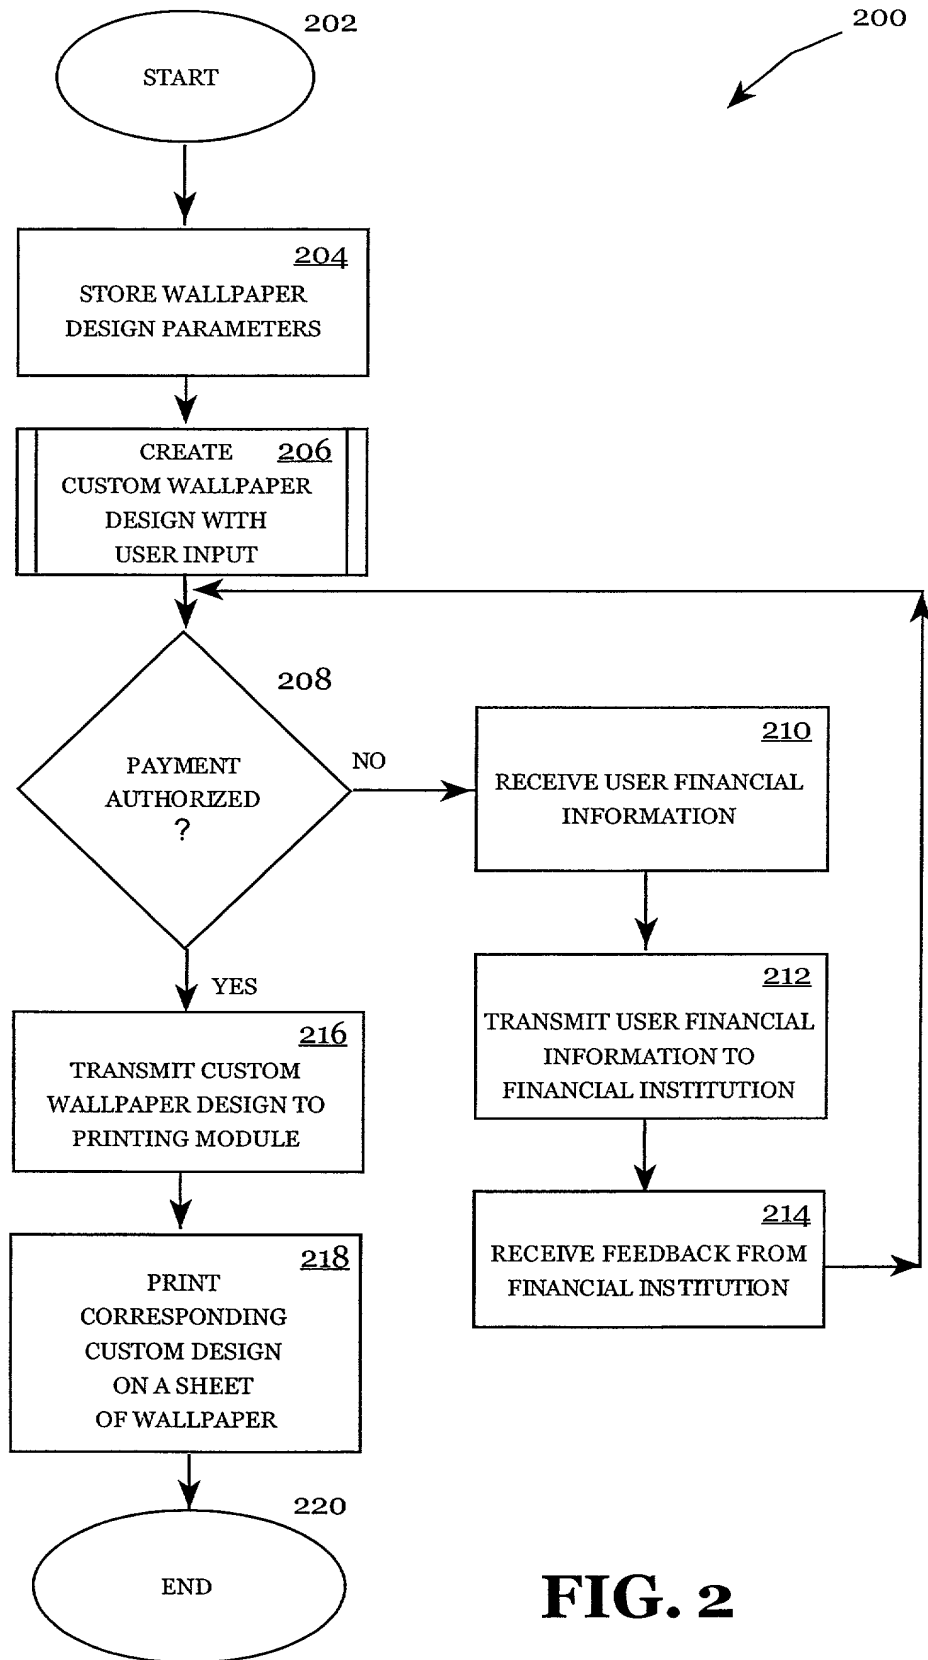 202
200
START
204
STORE WALLPAPER
DESIGN PARAMETERS
CREATE 206
CUSTOM WALLPAPER
DESIGN WITH
USER INPUT
208
PAYMENT
AUTHORIZED
?
NO
210
RECEIVE USER FINANCIAL
INFORMATION
212
TRANSMIT USER FINANCIAL
INFORMATION TO
FINANCIAL INSTITUTION
214
RECEIVE FEEDBACK FROM
FINANCIAL INSTITUTION
YES
216
TRANSMIT CUSTOM
WALLPAPER DESIGN TO
PRINTING MODULE
218
PRINT
CORRESPONDING
CUSTOM DESIGN
ON A SHEET
OF WALLPAPER
220
END
FIG. 2